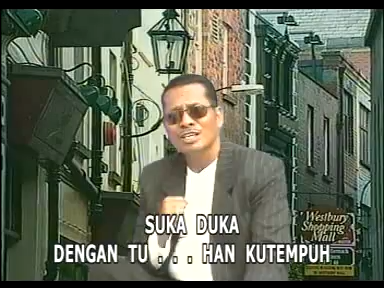 Westbury
Shopping
Mall
SUKA DUKA
DENGAN TU . . . HAN KUTEMPUH